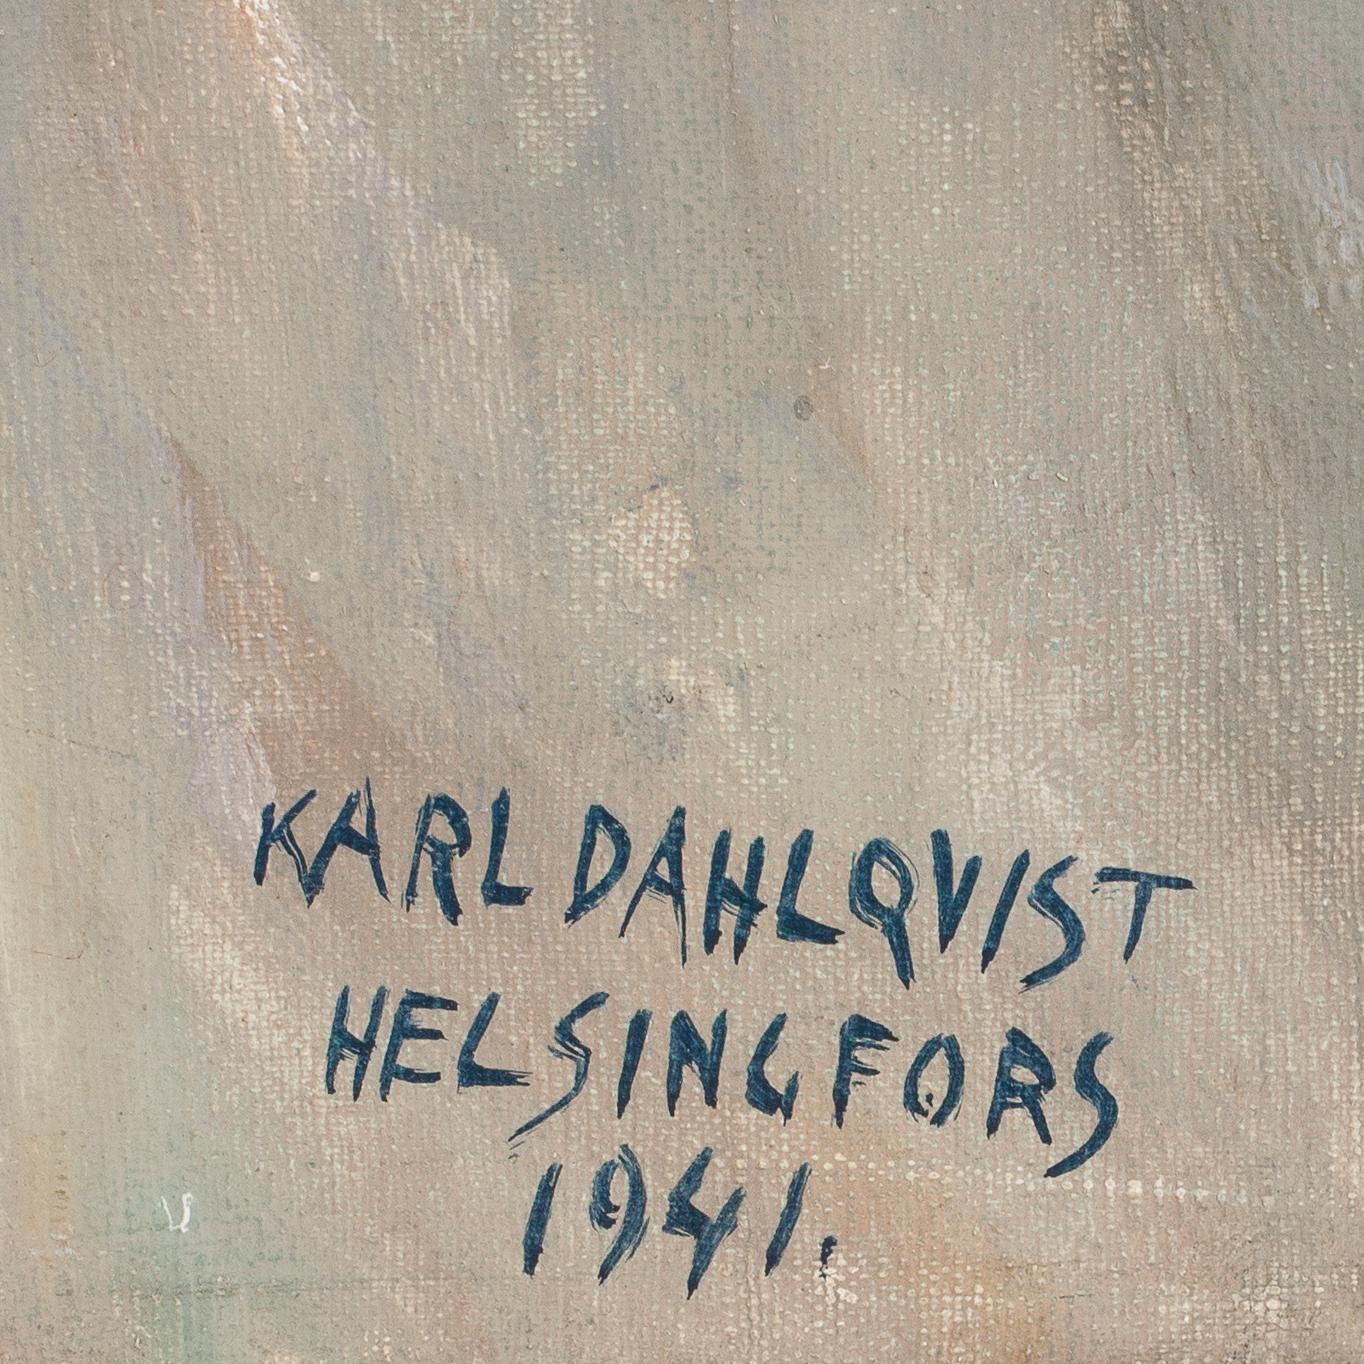 KARL DAHLQVIST
HELSINGFORS
1941.